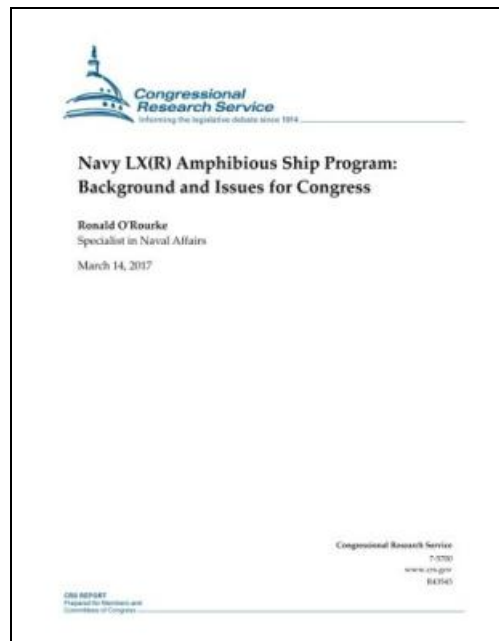 Congressional
Research Service
Informing the legislative debate since 1914
Navy LX(R) Amphibious Ship Program:
Background and Issues for Congress
Ronald O'Rourke
Specialist in Naval Affairs
March 14, 2017
Congressional Research Service
7-5700
www.crs.gov
R43543
CRS REPORT
Prepared for Members and
Committees of Congress